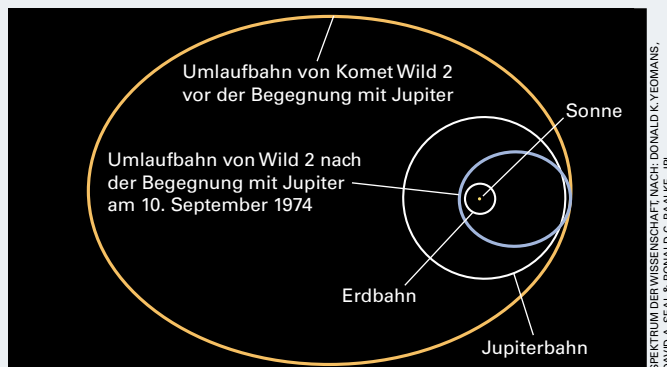 Umlaufbahn von Komet Wild 2
vor der Begegnung mit Jupiter
Sonne
Umlaufbahn von Wild 2 nach
der Begegnung mit Jupiter
am 10. September 1974
Erdbahn
Jupiterbahn
SPEKTRUM DER WISSENSCHAFT, NACH: DONALD K. YEOMANS,